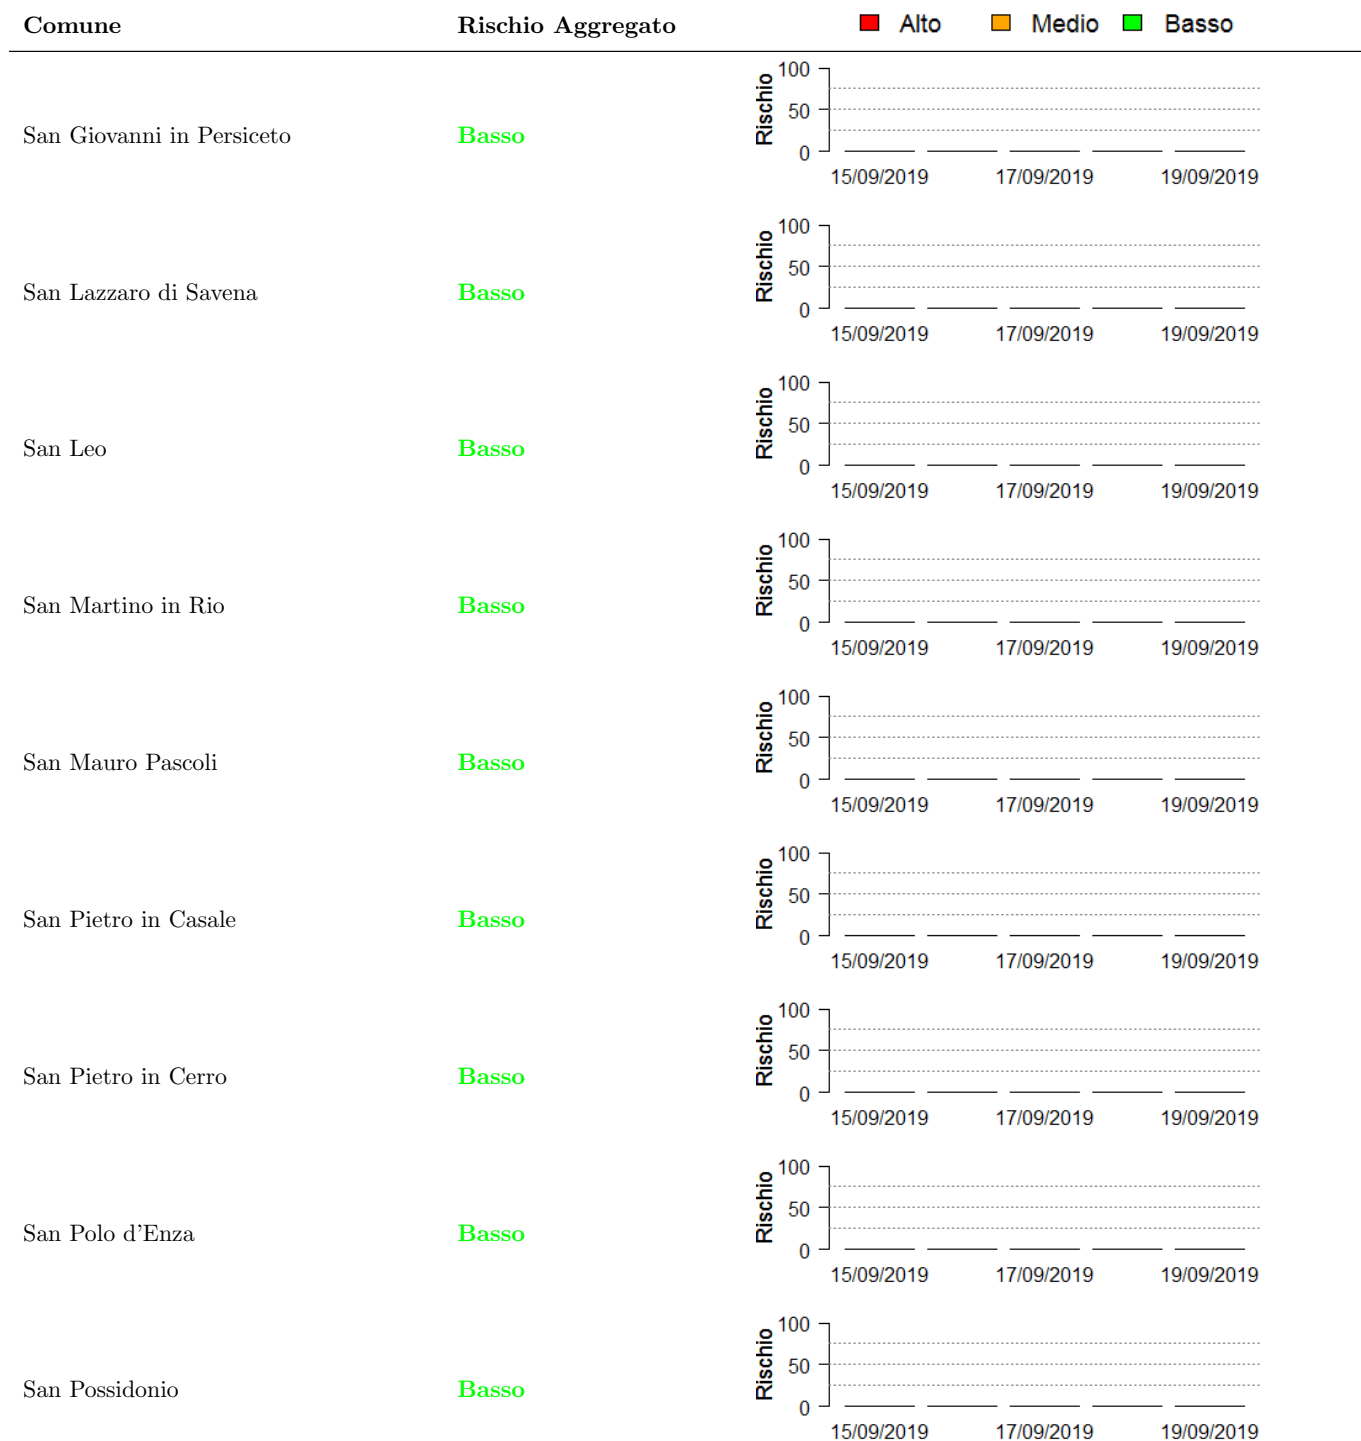 Comune Rischio Aggregato Alto Medio Basso
100
50
0
Rischio
San Giovanni in Persiceto Basso
15/09/2019 17/09/2019 19/09/2019
100
50
0
Rischio
San Lazzaro di Savena Basso
15/09/2019 17/09/2019 19/09/2019
100
50
0
Rischio
San Leo Basso
15/09/2019 17/09/2019 19/09/2019
100
50
0
Rischio
San Martino in Rio Basso
15/09/2019 17/09/2019 19/09/2019
100
50
0
Rischio
San Mauro Pascoli Basso
15/09/2019 17/09/2019 19/09/2019
100
50
0
Rischio
San Pietro in Casale Basso
15/09/2019 17/09/2019 19/09/2019
100
50
0
Rischio
San Pietro in Cerro Basso
15/09/2019 17/09/2019 19/09/2019
100
50
0
Rischio
San Polo d'Enza Basso
15/09/2019 17/09/2019 19/09/2019
100
50
0
Rischio
San Possidonio Basso
15/09/2019 17/09/2019 19/09/2019